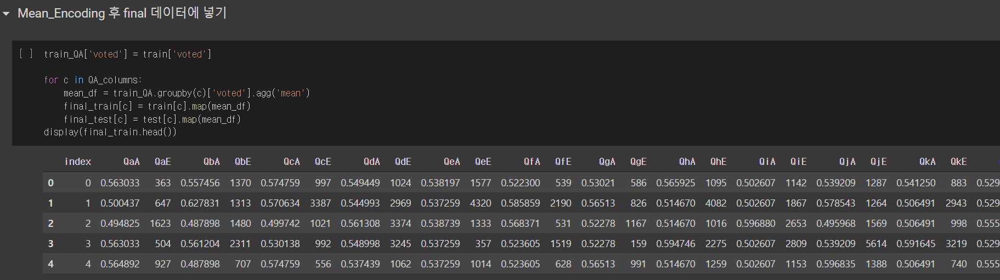 Mean_Encoding 후 final 데이터에 넣기
[ ] train_QA['voted'] = train['voted']
for c in QA_columns:
    mean_df = train_QA.groupby(c)['voted'].agg('mean')
    final_train[c] = train[c].map(mean_df)
    final_test[c] = test[c].map(mean_df)
display(final_train.head())
index QaA QaE QbA QbE QcA QcE QdA QdE QeA QeE QfA QfE QgA QgE QhA QhE QiA QiE QjA QjE QkA QkE
0 0 0.563033 363 0.557456 1370 0.574759 997 0.549449 1024 0.538197 1577 0.522300 539 0.53021 586 0.565925 1095 0.502607 1142 0.539209 1287 0.541250 883 0.529
1 1 0.500437 647 0.627831 1313 0.570634 3387 0.544993 2969 0.537259 4320 0.585859 2190 0.56513 826 0.514670 4082 0.502607 1867 0.578543 1264 0.506491 2943 0.529
2 2 0.494825 1623 0.487898 1480 0.499742 1021 0.561308 3374 0.538739 1333 0.568371 531 0.52278 1167 0.514670 1016 0.596880 2653 0.495968 1569 0.506491 998 0.555
3 3 0.563033 504 0.561204 2311 0.530138 992 0.548998 3245 0.537259 357 0.523605 1519 0.52278 159 0.594746 2275 0.502607 2809 0.539209 5614 0.591645 3219 0.529
4 4 0.564892 927 0.487898 707 0.574759 556 0.537439 1062 0.537259 1014 0.523605 628 0.56513 991 0.514670 1259 0.502607 1153 0.596835 1388 0.506491 740 0.555